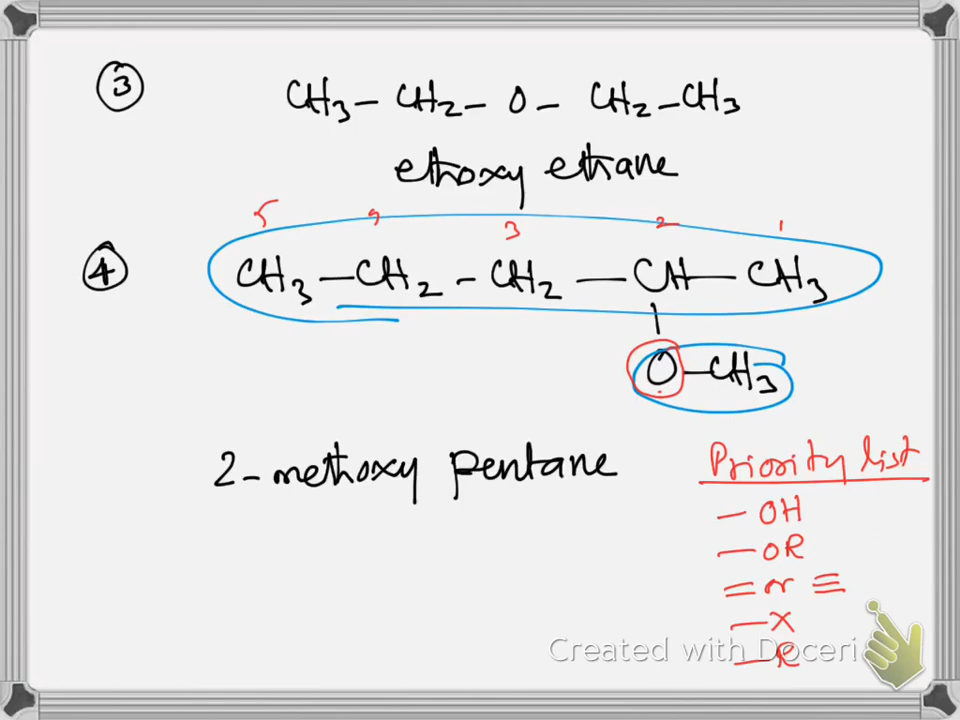 ③ CH3 – CH2 – O – CH2 – CH3
ethoxy ethane
5 4 3 2 1
④ CH3 – CH2 – CH2 – CH – CH3
|
O – CH3
2-methoxy pentane
Priority list
– OH
– OR
= or ≡
– X
– R
Created with Doceri